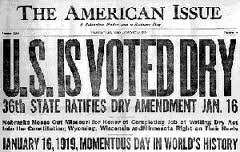 THE AMERICAN ISSUE
U.S. IS VOTED DRY
36th STATE RATIFIES DRY AMENDMENT JAN. 16
Nebraska Noses Out Missouri for Honor of Completing Job of Writing Dry Act
Into the Constitution; Wyoming, Wisconsin and Minnesota Right on Their Heels
JANUARY 16, 1919, MOMENTOUS DAY IN WORLD'S HISTORY